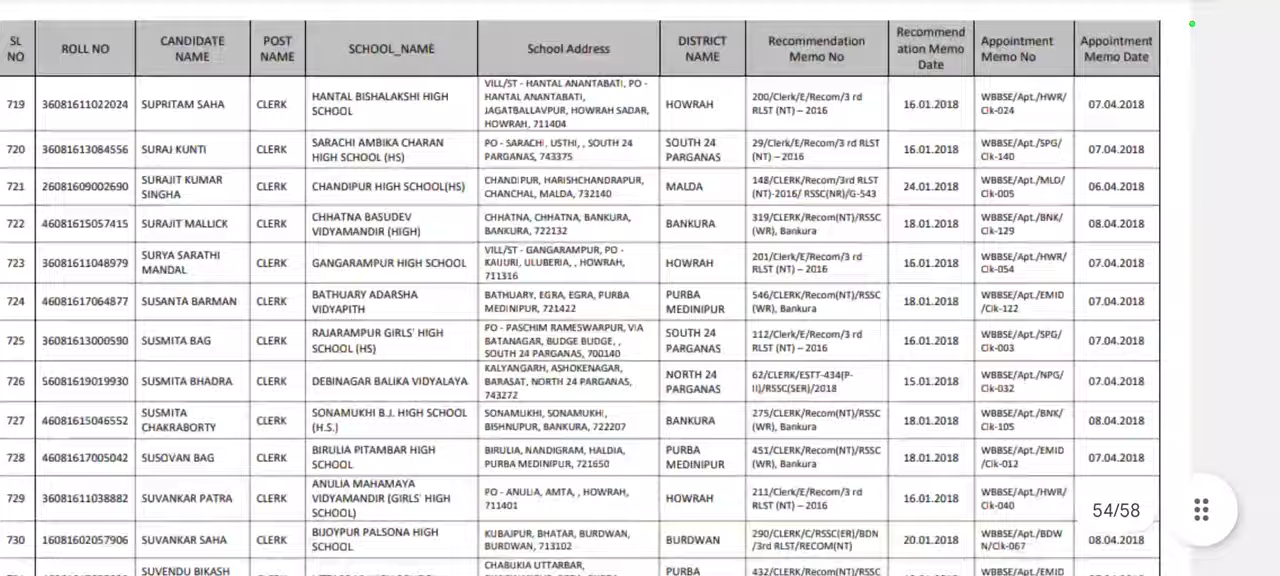 SL NO | ROLL NO | CANDIDATE NAME | POST NAME | SCHOOL_NAME | School Address | DISTRICT NAME | Recommendation Memo No | Recommend ation Memo Date | Appointment Memo No | Appointment Memo Date
719 | 36081611022024 | SUPRITAM SAHA | CLERK | HANTAL BISHALAKSHI HIGH SCHOOL | VILL/ST - HANTAL ANANTABATI, PO - HANTAL ANANTABATI, JAGATBALLAVPUR, HOWRAH SADAR, HOWRAH, 711404 | HOWRAH | 200/Clerk/E/Recom/3 rd RLST (NT) – 2016 | 16.01.2018 | WBBSE/Apt./HWR/ Clk-024 | 07.04.2018
720 | 36081613084556 | SURAJ KUNTI | CLERK | SARACHI AMBIKA CHARAN HIGH SCHOOL (HS) | PO - SARACHI, USTHI, , SOUTH 24 PARGANAS, 743375 | SOUTH 24 PARGANAS | 29/Clerk/E/Recom/3 rd RLST (NT) – 2016 | 16.01.2018 | WBBSE/Apt./SPG/ Clk-140 | 07.04.2018
721 | 26081609002690 | SURAJIT KUMAR SINGHA | CLERK | CHANDIPUR HIGH SCHOOL(HS) | CHANDIPUR, HARISHCHANDRAPUR, CHANCHAL, MALDA, 732140 | MALDA | 148/CLERK/Recom/3rd RLST (NT)-2016/ RSSC(NR)/G-543 | 24.01.2018 | WBBSE/Apt./MLD/ Clk-005 | 06.04.2018
722 | 46081615057415 | SURAJIT MALLICK | CLERK | CHHATNA BASUDEV VIDYAMANDIR (HIGH) | CHHATNA, CHHATNA, BANKURA, BANKURA, 722132 | BANKURA | 319/CLERK/Recom(NT)/RSSC (WR), Bankura | 18.01.2018 | WBBSE/Apt./BNK/ Clk-129 | 08.04.2018
723 | 36081611048979 | SURYA SARATHI MANDAL | CLERK | GANGARAMPUR HIGH SCHOOL | VILL/ST - GANGARAMPUR, PO - KAIJURI, ULUBERIA, , HOWRAH, 711316 | HOWRAH | 201/Clerk/E/Recom/3 rd RLST (NT) – 2016 | 16.01.2018 | WBBSE/Apt./HWR/ Clk-054 | 07.04.2018
724 | 46081617064877 | SUSANTA BARMAN | CLERK | BATHUARY ADARSHA VIDYAPITH | BATHUARY, EGRA, EGRA, PURBA MEDINIPUR, 721422 | PURBA MEDINIPUR | 546/CLERK/Recom(NT)/RSSC (WR), Bankura | 18.01.2018 | WBBSE/Apt./EMID /Clk-122 | 07.04.2018
725 | 36081613000590 | SUSMITA BAG | CLERK | RAJARAMPUR GIRLS' HIGH SCHOOL (HS) | PO - PASCHIM RAMESWARPUR, VIA BATANAGAR, BUDGE BUDGE, , SOUTH 24 PARGANAS, 700140 | SOUTH 24 PARGANAS | 112/Clerk/E/Recom/3 rd RLST (NT) – 2016 | 16.01.2018 | WBBSE/Apt./SPG/ Clk-003 | 07.04.2018
726 | 56081619019930 | SUSMITA BHADRA | CLERK | DEBINAGAR BALIKA VIDYALAYA | KALYANGARH, ASHOKENAGAR, BARASAT, NORTH 24 PARGANAS, 743272 | NORTH 24 PARGANAS | 62/CLERK/ESTT-434(P-II)/RSSC(SER)/2018 | 15.01.2018 | WBBSE/Apt./NPG/ Clk-032 | 07.04.2018
727 | 46081615046552 | SUSMITA CHAKRABORTY | CLERK | SONAMUKHI B.J. HIGH SCHOOL (H.S.) | SONAMUKHI, SONAMUKHI, BISHNUPUR, BANKURA, 722207 | BANKURA | 275/CLERK/Recom(NT)/RSSC (WR), Bankura | 18.01.2018 | WBBSE/Apt./BNK/ Clk-105 | 08.04.2018
728 | 46081617005042 | SUSOVAN BAG | CLERK | BIRULIA PITAMBAR HIGH SCHOOL | BIRULIA, NANDIGRAM, HALDIA, PURBA MEDINIPUR, 721650 | PURBA MEDINIPUR | 451/CLERK/Recom(NT)/RSSC (WR), Bankura | 18.01.2018 | WBBSE/Apt./EMID /Clk-012 | 07.04.2018
729 | 36081611038882 | SUVANKAR PATRA | CLERK | ANULIA MAHAMAYA VIDYAMANDIR (GIRLS' HIGH SCHOOL) | PO - ANULIA, AMTA, , HOWRAH, 711401 | HOWRAH | 211/Clerk/E/Recom/3 rd RLST (NT) – 2016 | 16.01.2018 | WBBSE/Apt./HWR/ Clk-040
54/58
730 | 16081602057906 | SUVANKAR SAHA | CLERK | BIJOYPUR PALSONA HIGH SCHOOL | KUBAJPUR, BHATAR, BURDWAN, BURDWAN, 713102 | BURDWAN | 290/CLERK/C/RSSC(ER)/BDN /3rd RLST/RECOM(NT) | 20.01.2018 | WBBSE/Apt./BDW N/Clk-067 | 08.04.2018
SUVENDU BIKASH | CHABUKIA UTTARBAR, | PURBA | 432/CLERK/Recom(NT)/RSSC | WBBSE/Apt./EMID